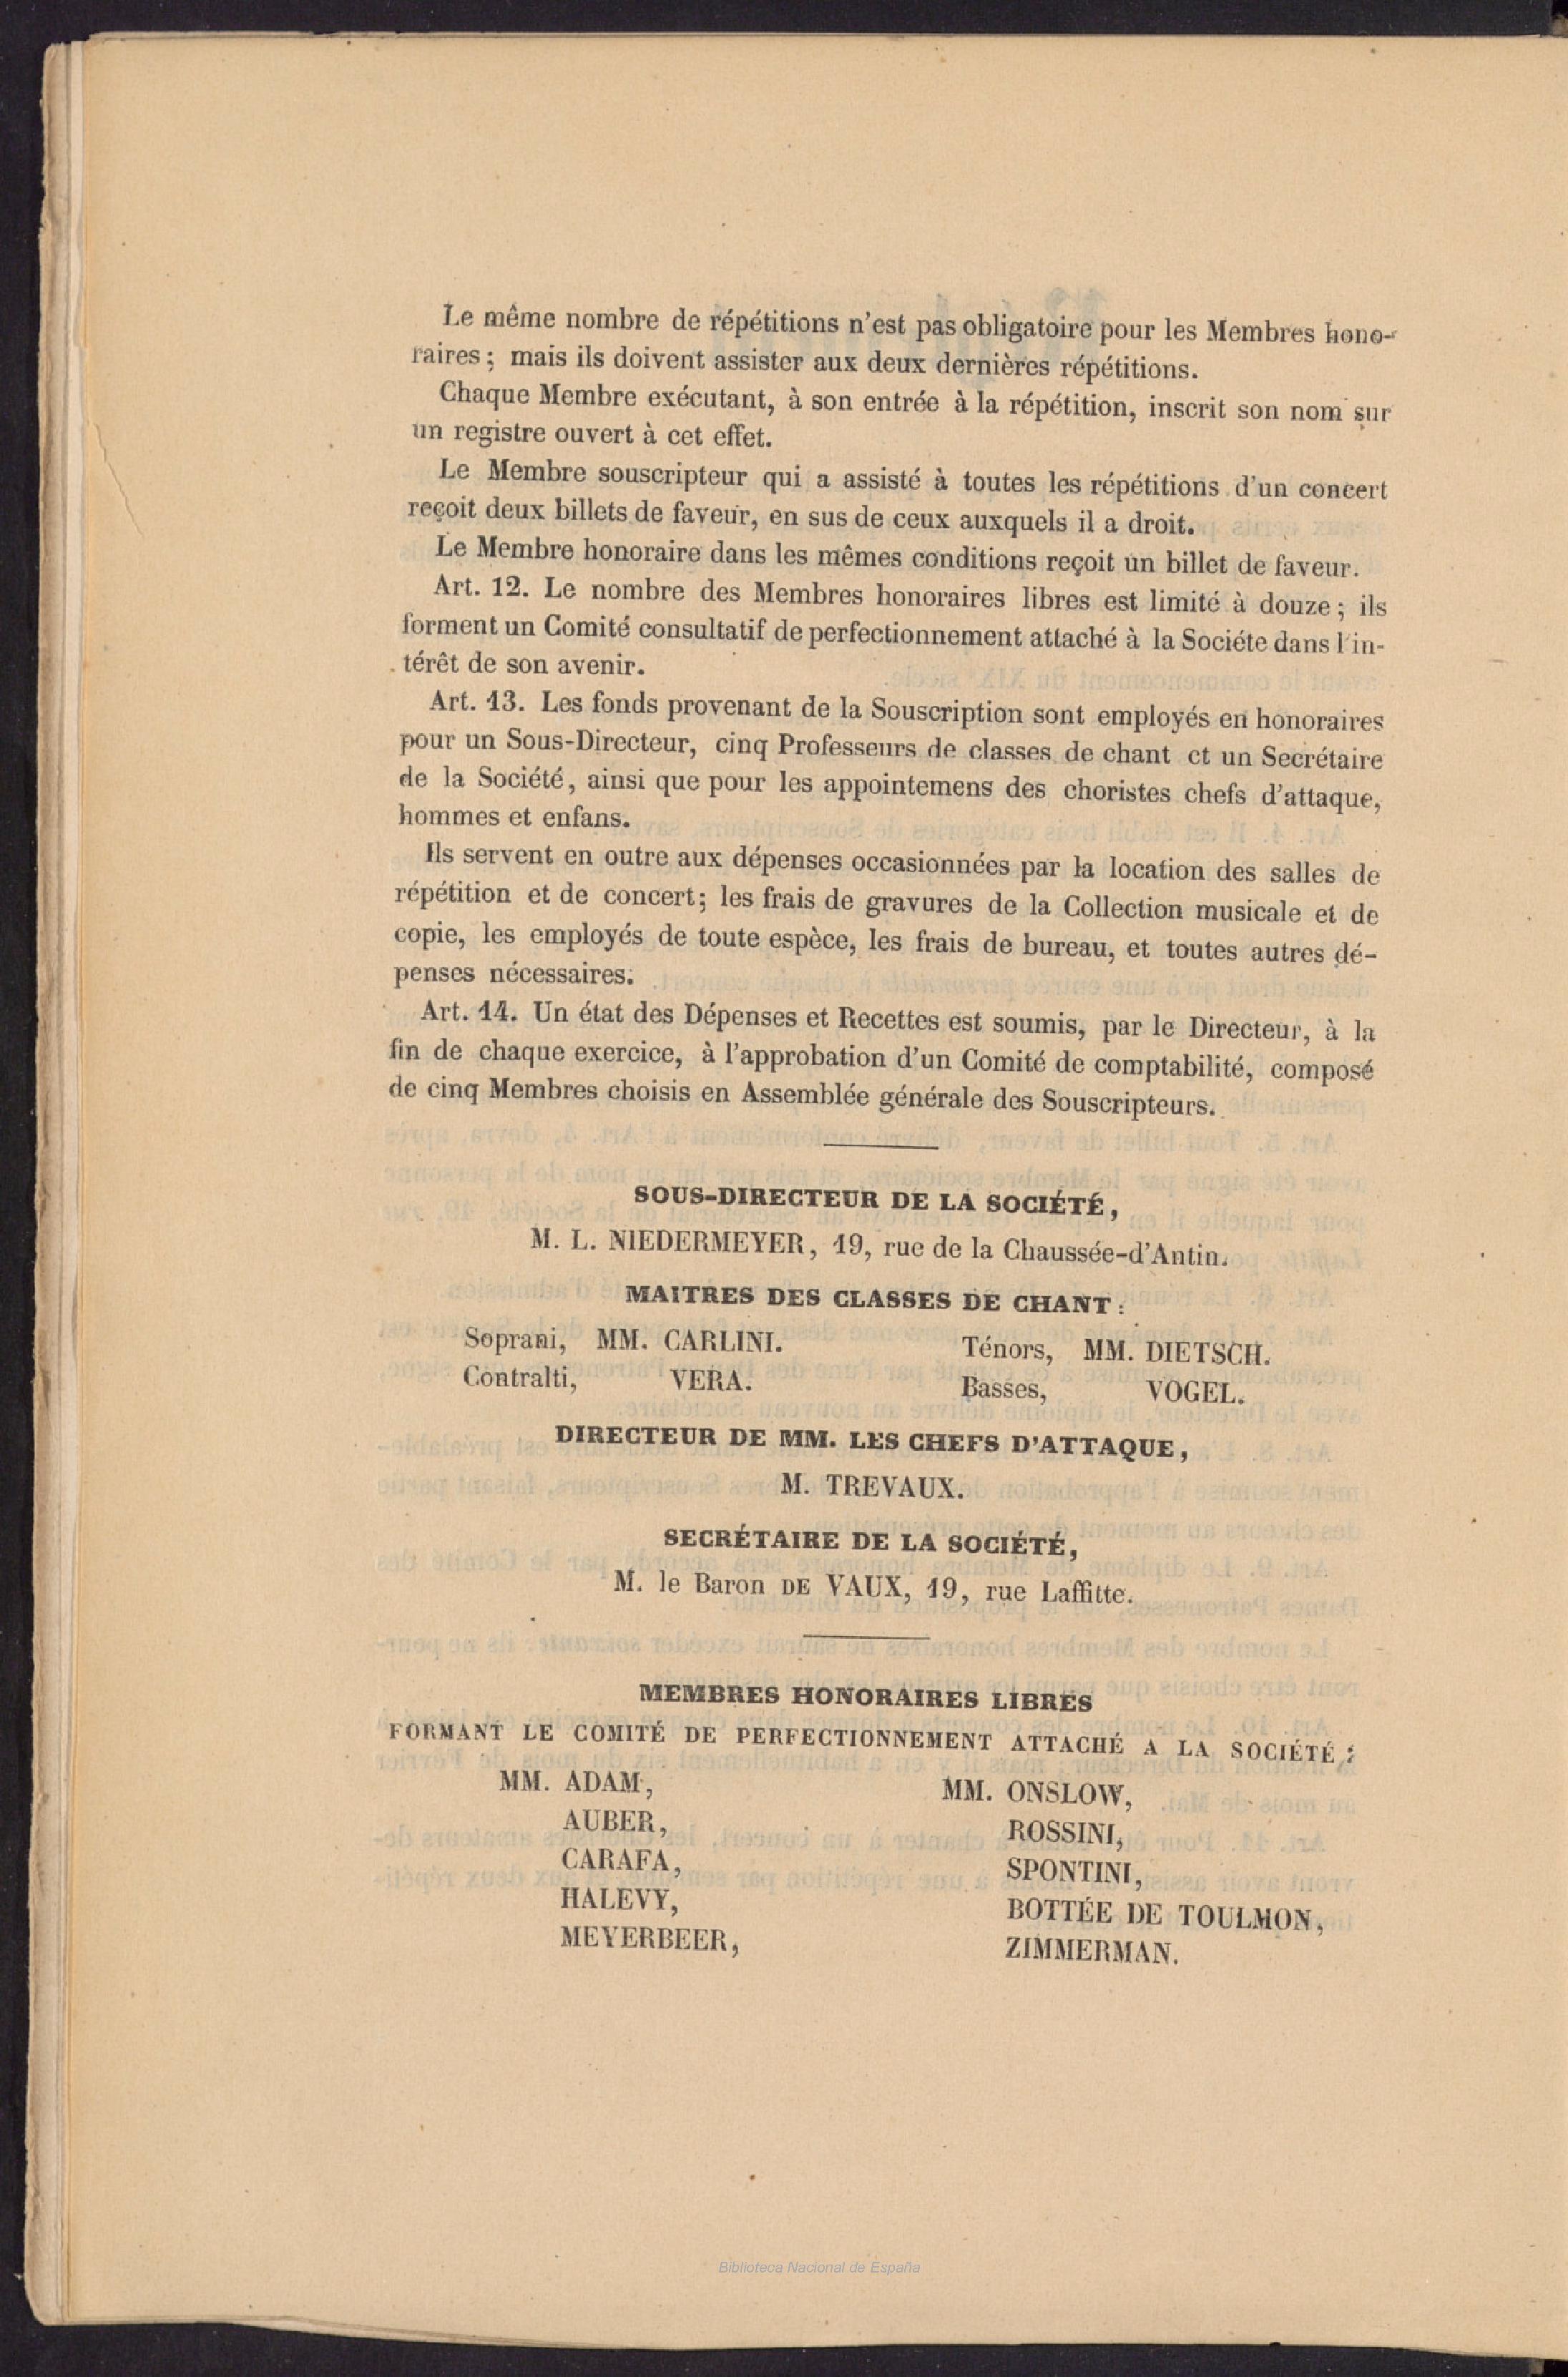 Le même nombre de répétitions n'est pas obligatoire pour les Membres hono-
raires; mais ils doivent assister aux deux dernières répétitions.
Chaque Membre exécutant, à son entrée à la répétition, inscrit son nom sur
un registre ouvert à cet effet.
Le Membre souscripteur qui a assisté à toutes les répétitions d'un concert
reçoit deux billets de faveur, en sus de ceux auxquels il a droit.
Le Membre honoraire dans les mêmes conditions reçoit un billet de faveur.
Art. 12. Le nombre des Membres honoraires libres est limité à douze; ils
forment un Comité consultatif de perfectionnement attaché à la Sociéte dans l'in-
térêt de son avenir.
Art. 13. Les fonds provenant de la Souscription sont employés en honoraires
pour un Sous-Directeur, cinq Professeurs de classes de chant et un Secrétaire
de la Société, ainsi que pour les appointemens des choristes chefs d'attaque,
hommes et enfans.
Ils servent en outre aux dépenses occasionnées par la location des salles de
répétition et de concert; les frais de gravures de la Collection musicale et de
copie, les employés de toute espèce, les frais de bureau, et toutes autres dé-
penses nécessaires.
Art. 14. Un état des Dépenses et Recettes est soumis, par le Directeur, à la
fin de chaque exercice, à l'approbation d'un Comité de comptabilité, composé
de cinq Membres choisis en Assemblée générale des Souscripteurs.
SOUS-DIRECTEUR DE LA SOCIÉTÉ,
M. L. NIEDERMEYER, 19, rue de la Chaussée-d'Antin.
MAITRES DES CLASSES DE CHANT:
Soprani, MM. CARLINI. Ténors, MM. DIETSCH.
Contralti, VERA. Basses, VOGEL.
DIRECTEUR DE MM. LES CHEFS D'ATTAQUE,
M. TREVAUX.
SECRÉTAIRE DE LA SOCIÉTÉ,
M. le Baron DE VAUX, 19, rue Laffitte.
MEMBRES HONORAIRES LIBRES
FORMANT LE COMITÉ DE PERFECTIONNEMENT ATTACHÉ A LA SOCIÉTÉ:
MM. ADAM, MM. ONSLOW,
AUBER, ROSSINI,
CARAFA, SPONTINI,
HALEVY, BOTTÉE DE TOULMON,
MEYERBEER, ZIMMERMAN.
Biblioteca Nacional de España